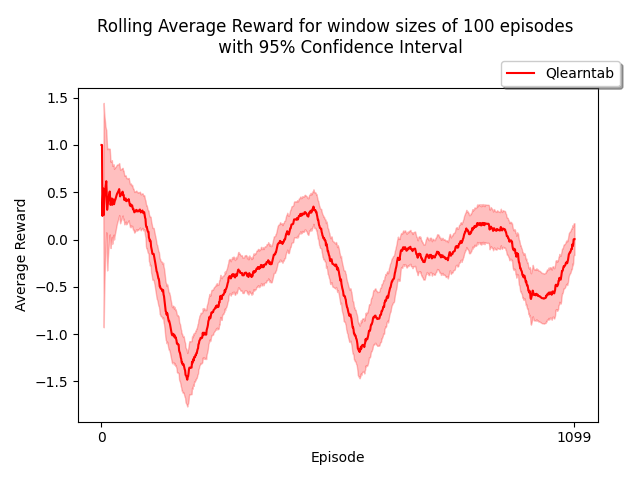 Rolling Average Reward for window sizes of 100 episodes
with 95% Confidence Interval
Qlearntab
1.5
1.0
0.5
0.0
−0.5
−1.0
−1.5
Average Reward
0
1099
Episode